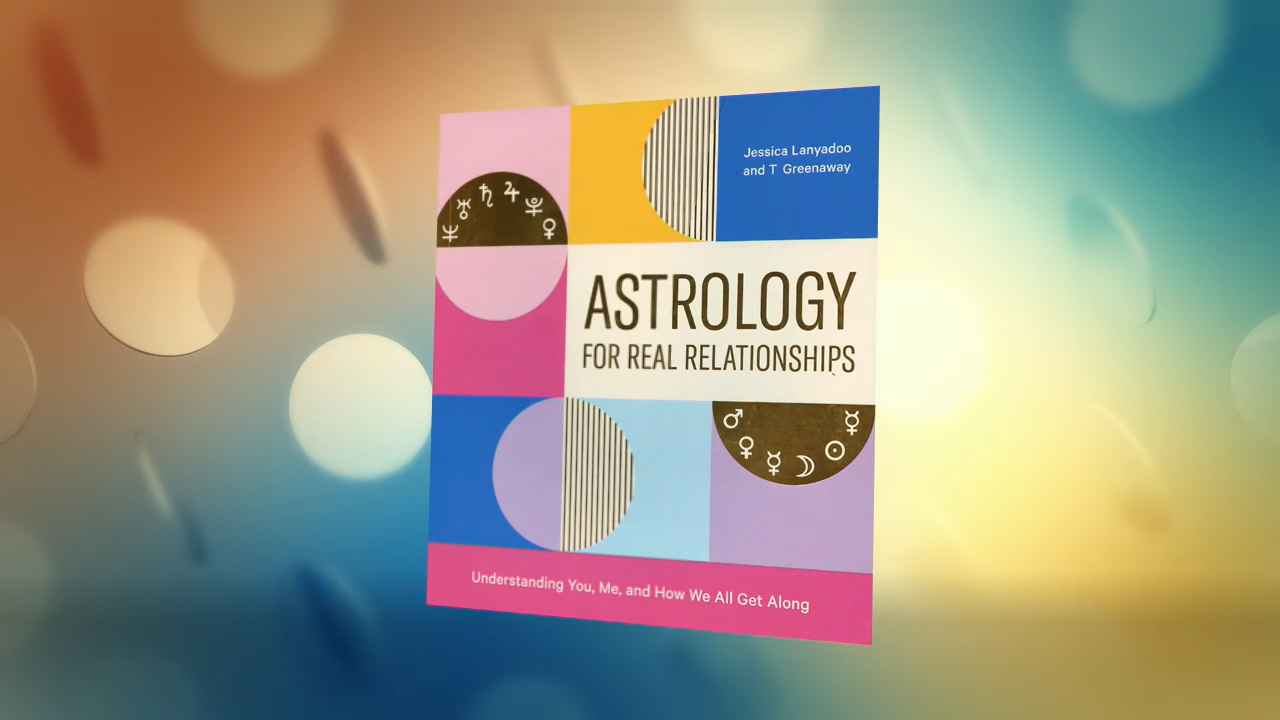 Jessica Lanyadoo
and T Greenaway
ASTROLOGY
FOR REAL RELATIONSHIPS
Understanding You, Me, and How We All Get Along